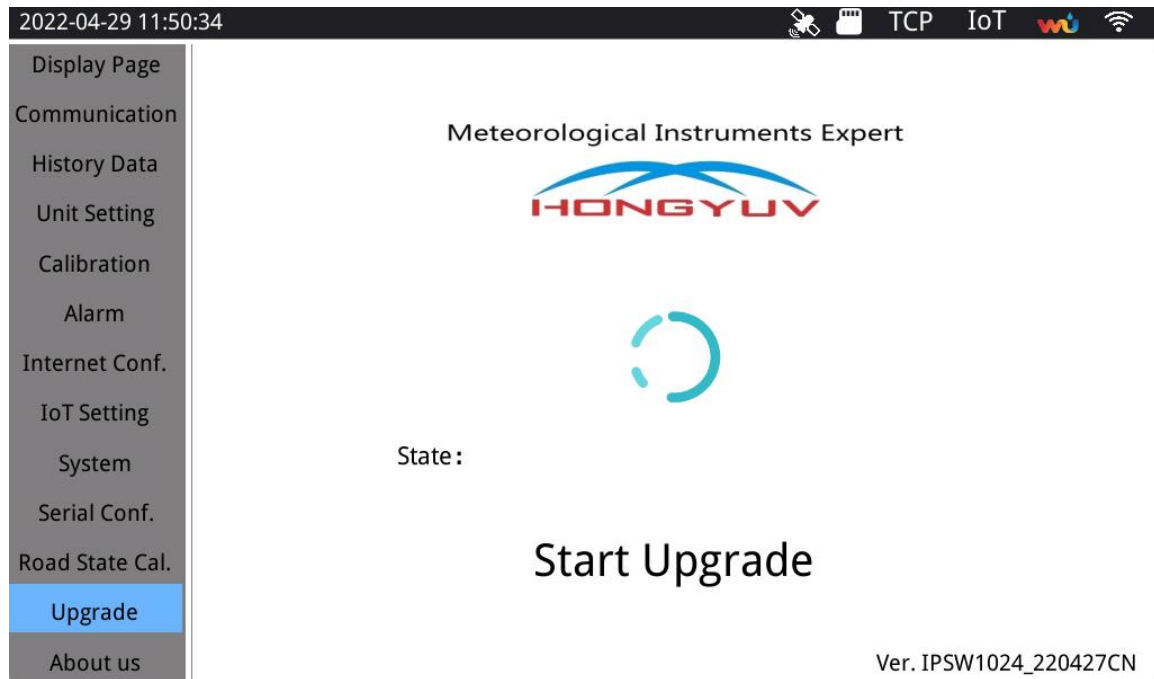 2022-04-29 11:50:34 TCP IoT wu
Display Page
Communication
History Data
Unit Setting
Calibration
Alarm
Internet Conf.
IoT Setting
System
Serial Conf.
Road State Cal.
Upgrade
About us
Meteorological Instruments Expert
HONGYUV
State:
Start Upgrade
Ver. IPSW1024_220427CN